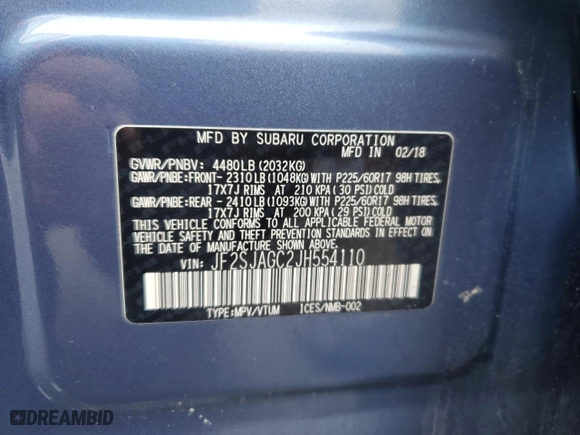 MFD BY SUBARU CORPORATION
MFD IN 02/18
GVWR/PNBV: 4480LB(2032KG)
GAWR/PNBE:FRONT- 2310LB(1048KG)WITH P225/60R17 98H TIRES,
17X7J RIMS AT 210 KPA(30 PSI)COLD
GAWR/PNBE:REAR - 2410LB(1093KG)WITH P225/60R17 98H TIRES,
17X7J RIMS AT 200 KPA(29 PSI)COLD
THIS VEHICLE CONFORMS TO ALL APPLICABLE FEDERAL MOTOR
VEHICLE SAFETY AND THEFT PREVENTION STANDARDS IN EFFECT
ON THE DATE OF MANUFACTURE SHOWN ABOVE.
VIN: JF2SJAGC2JH554110
TYPE:MPV/VTUM ICES/NMB-002
DREAMBID